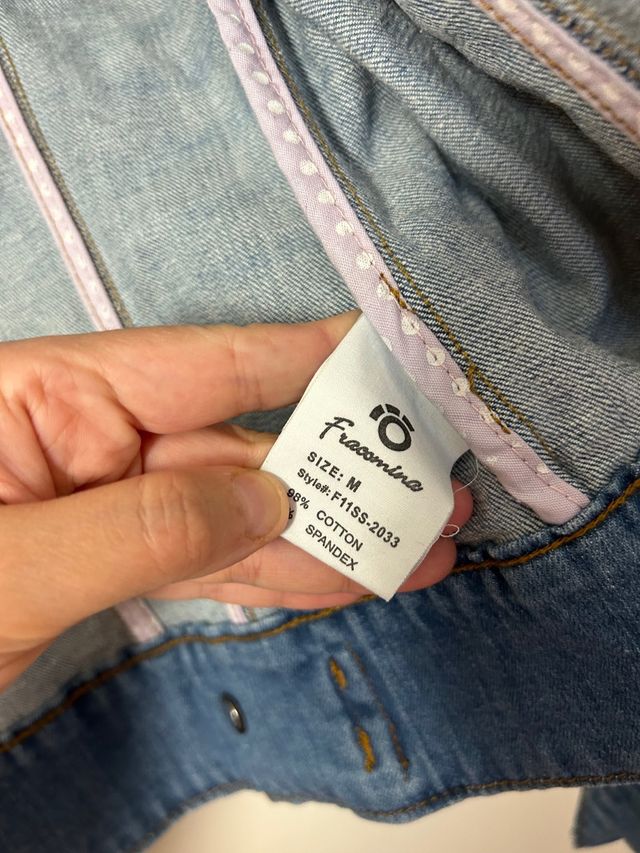 Fracomina
SIZE: M
Style#: F11SS-2033
98% COTTON
% SPANDEX